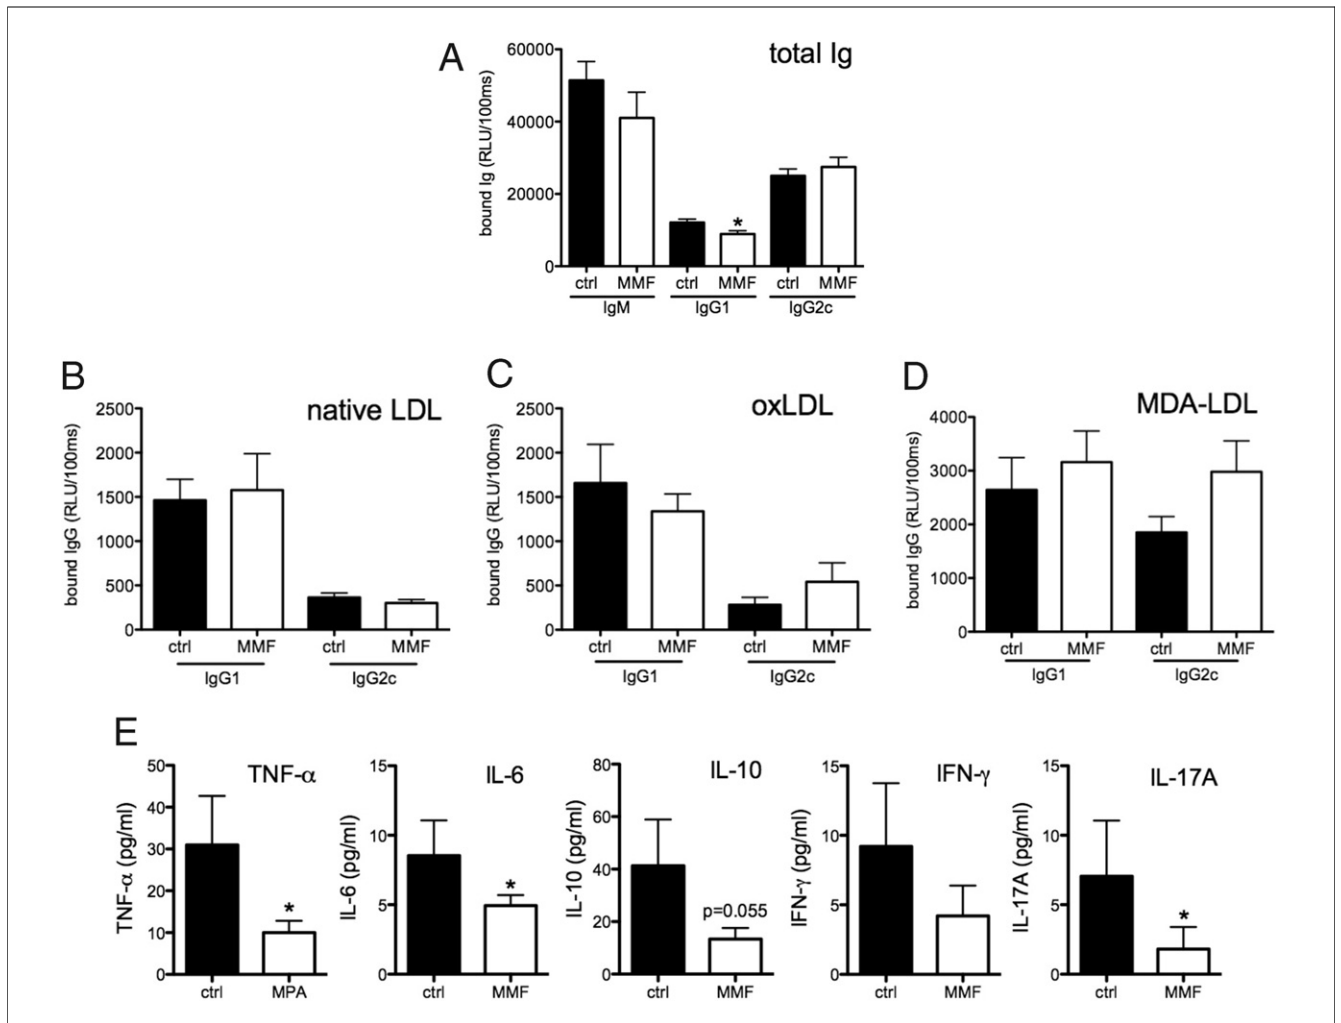 A
total Ig
bound Ig (RLU/100ms)
60000
40000
20000
0
*
ctrl MMF ctrl MMF ctrl MMF
IgM IgG1 IgG2c
B
native LDL
bound IgG (RLU/100ms)
2500
2000
1500
1000
500
0
ctrl MMF ctrl MMF
IgG1 IgG2c
C
oxLDL
bound IgG (RLU/100ms)
2500
2000
1500
1000
500
0
ctrl MMF ctrl MMF
IgG1 IgG2c
D
MDA-LDL
bound IgG (RLU/100ms)
4000
3000
2000
1000
0
ctrl MMF ctrl MMF
IgG1 IgG2c
E
TNF-α
TNF-α (pg/ml)
50
40
30
20
10
0
*
ctrl MPA
IL-6
IL-6 (pg/ml)
15
10
5
0
*
ctrl MMF
IL-10
IL-10 (pg/ml)
80
60
40
20
0
p=0.055
ctrl MMF
IFN-γ
IFN-γ (pg/ml)
15
10
5
0
ctrl MMF
IL-17A
IL-17A (pg/ml)
15
10
5
0
*
ctrl MMF